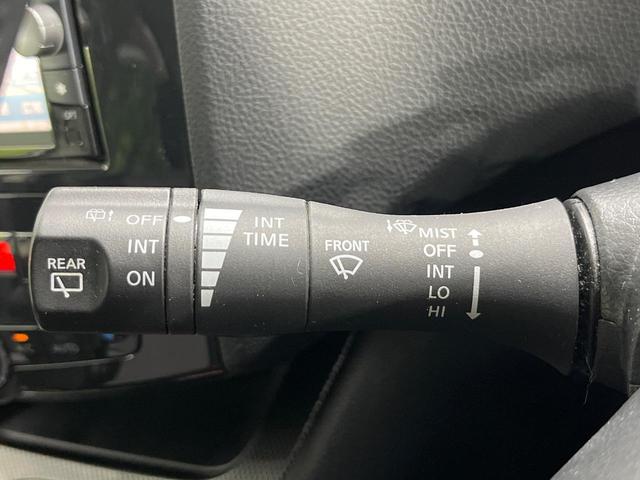 OFF
INT
ON
REAR
INT
TIME
FRONT
MIST
OFF
INT
LO
HI